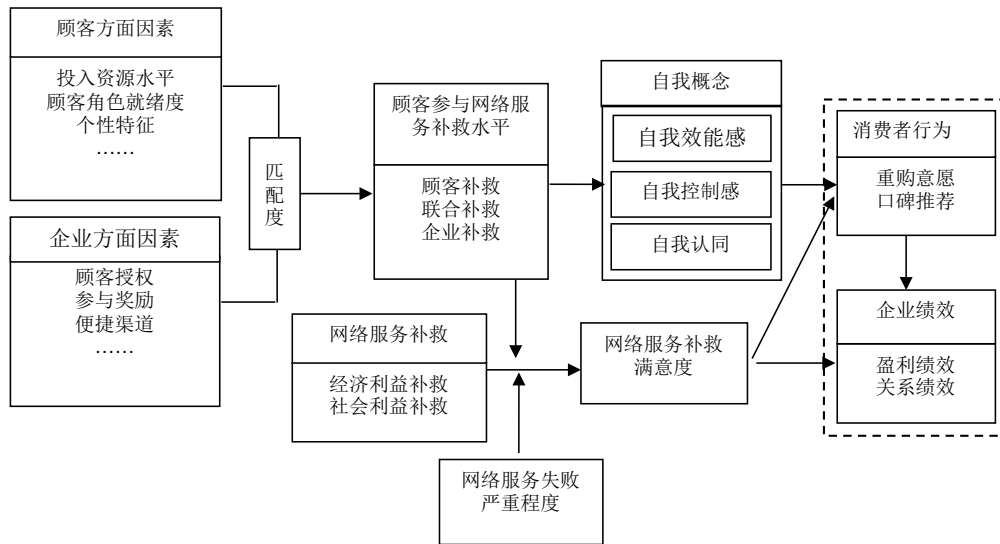 顾客方面因素
投入资源水平
顾客角色就绪度
个性特征
……
企业方面因素
顾客授权
参与奖励
便捷渠道
……
匹
配
度
顾客参与网络服
务补救水平
顾客补救
联合补救
企业补救
网络服务补救
经济利益补救
社会利益补救
网络服务失败
严重程度
自我概念
自我效能感
自我控制感
自我认同
网络服务补救
满意度
消费者行为
重购意愿
口碑推荐
企业绩效
盈利绩效
关系绩效